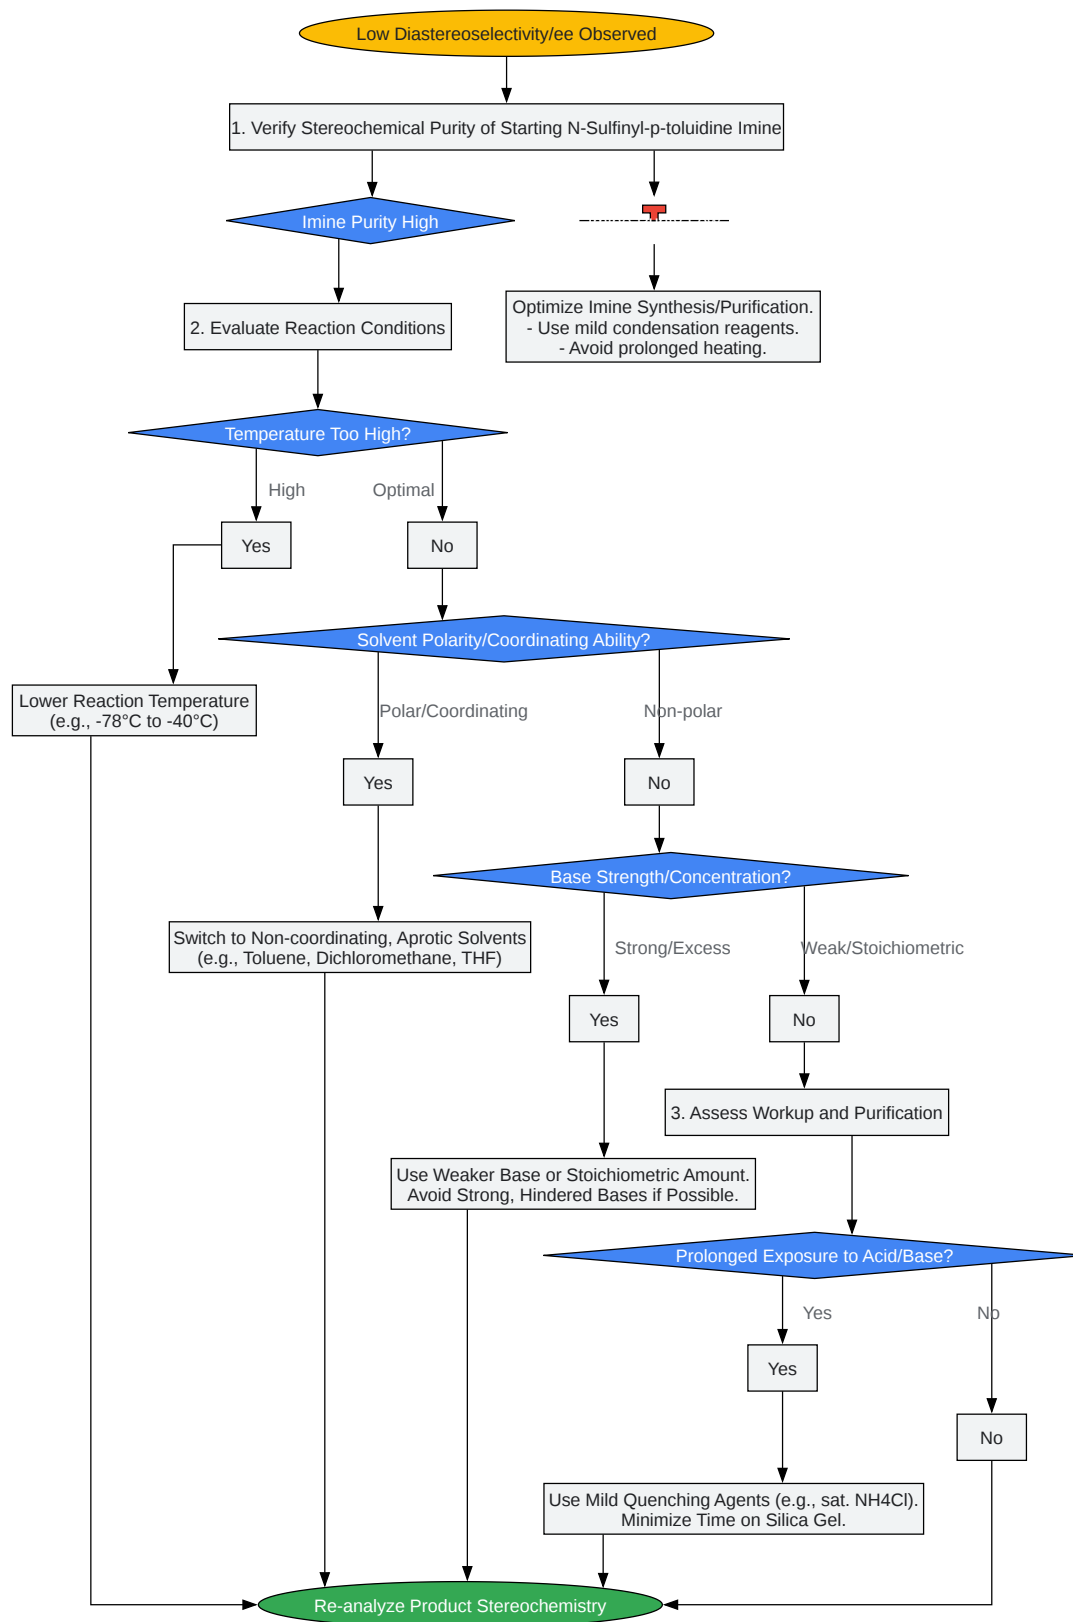 Low Diastereoselectivity/ee Observed
1. Verify Stereochemical Purity of Starting N-Sulfinyl-p-toluidine Imine
Imine Purity High
Optimize Imine Synthesis/Purification.
- Use mild condensation reagents.
- Avoid prolonged heating.
2. Evaluate Reaction Conditions
Temperature Too High?
High
Optimal
Yes
No
Solvent Polarity/Coordinating Ability?
Lower Reaction Temperature
(e.g., -78°C to -40°C)
Polar/Coordinating
Non-polar
Yes
No
Base Strength/Concentration?
Switch to Non-coordinating, Aprotic Solvents
(e.g., Toluene, Dichloromethane, THF)
Strong/Excess
Weak/Stoichiometric
Yes
No
3. Assess Workup and Purification
Use Weaker Base or Stoichiometric Amount.
Avoid Strong, Hindered Bases if Possible.
Prolonged Exposure to Acid/Base?
Yes
No
Yes
No
Use Mild Quenching Agents (e.g., sat. NH4Cl).
Minimize Time on Silica Gel.
Re-analyze Product Stereochemistry